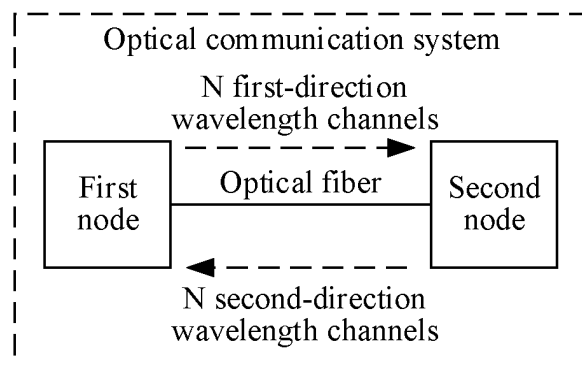 Optical communication system
N first-direction
wavelength channels
First
node
Optical fiber
Second
node
N second-direction
wavelength channels